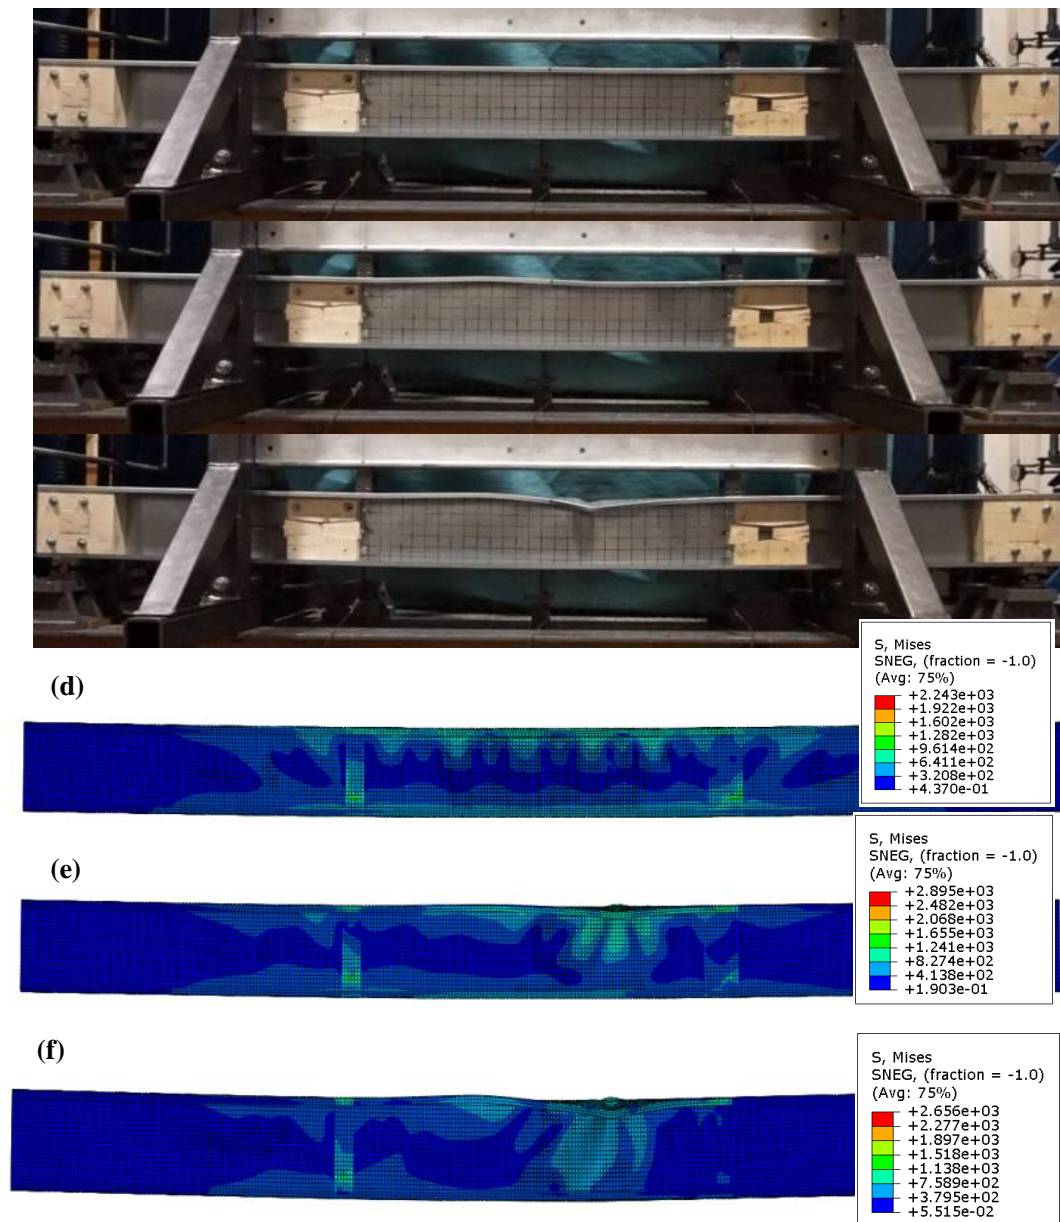 (d)
S, Mises
SNEG, (fraction = -1.0)
(Avg: 75%)
+2.243e+03
+1.922e+03
+1.602e+03
+1.282e+03
+9.614e+02
+6.411e+02
+3.208e+02
+4.370e-01
(e)
S, Mises
SNEG, (fraction = -1.0)
(Avg: 75%)
+2.895e+03
+2.482e+03
+2.068e+03
+1.655e+03
+1.241e+03
+8.274e+02
+4.138e+02
+1.903e-01
(f)
S, Mises
SNEG, (fraction = -1.0)
(Avg: 75%)
+2.656e+03
+2.277e+03
+1.897e+03
+1.518e+03
+1.138e+03
+7.589e+02
+3.795e+02
+5.515e-02